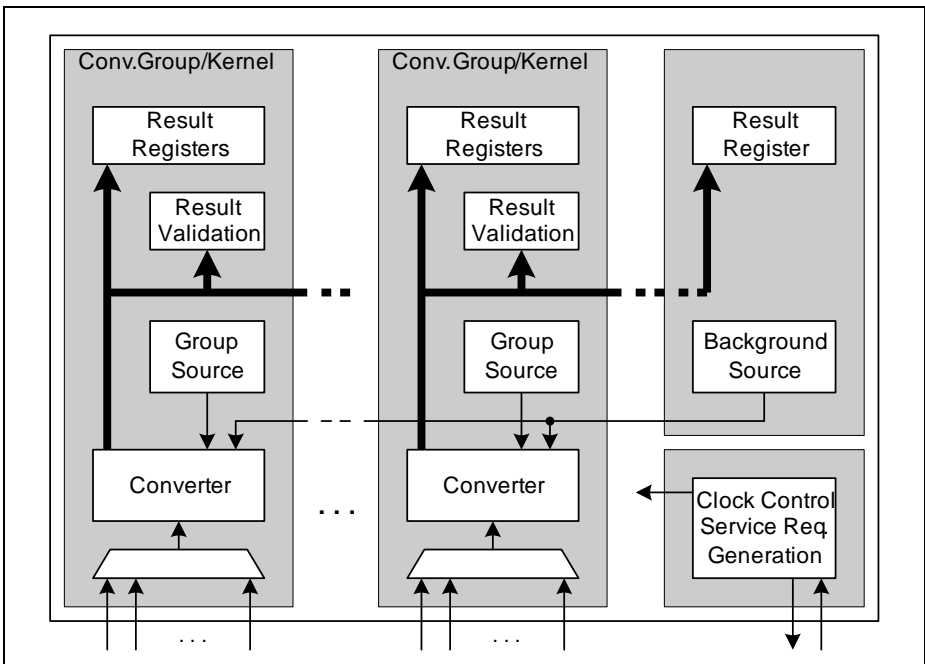 Conv.Group/Kernel
Result
Registers
Result
Validation
Group
Source
Converter
. . .
Conv.Group/Kernel
Result
Registers
Result
Validation
Group
Source
Converter
. . .
Result
Register
Background
Source
Clock Control
Service Req.
Generation
. . .